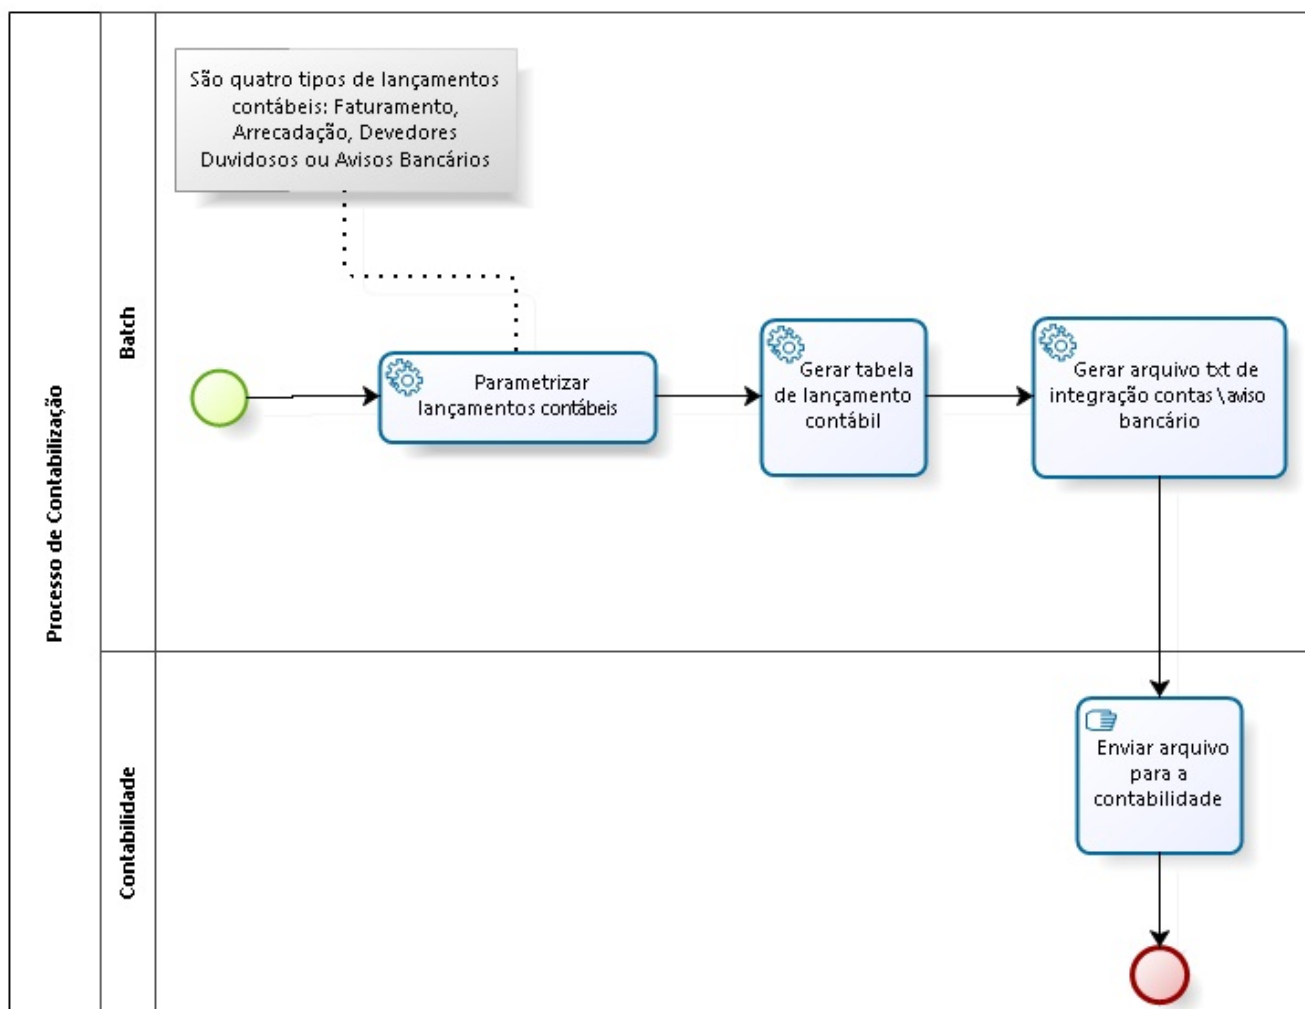 Processo de Contabilização
Batch
São quatro tipos de lançamentos
contábeis: Faturamento,
Arrecadação, Devedores
Duvidosos ou Avisos Bancários
Parametrizar
lançamentos contábeis
Gerar tabela
de lançamento
contábil
Gerar arquivo txt de
integração contas \aviso
bancário
Contabilidade
Enviar arquivo
para a
contabilidade